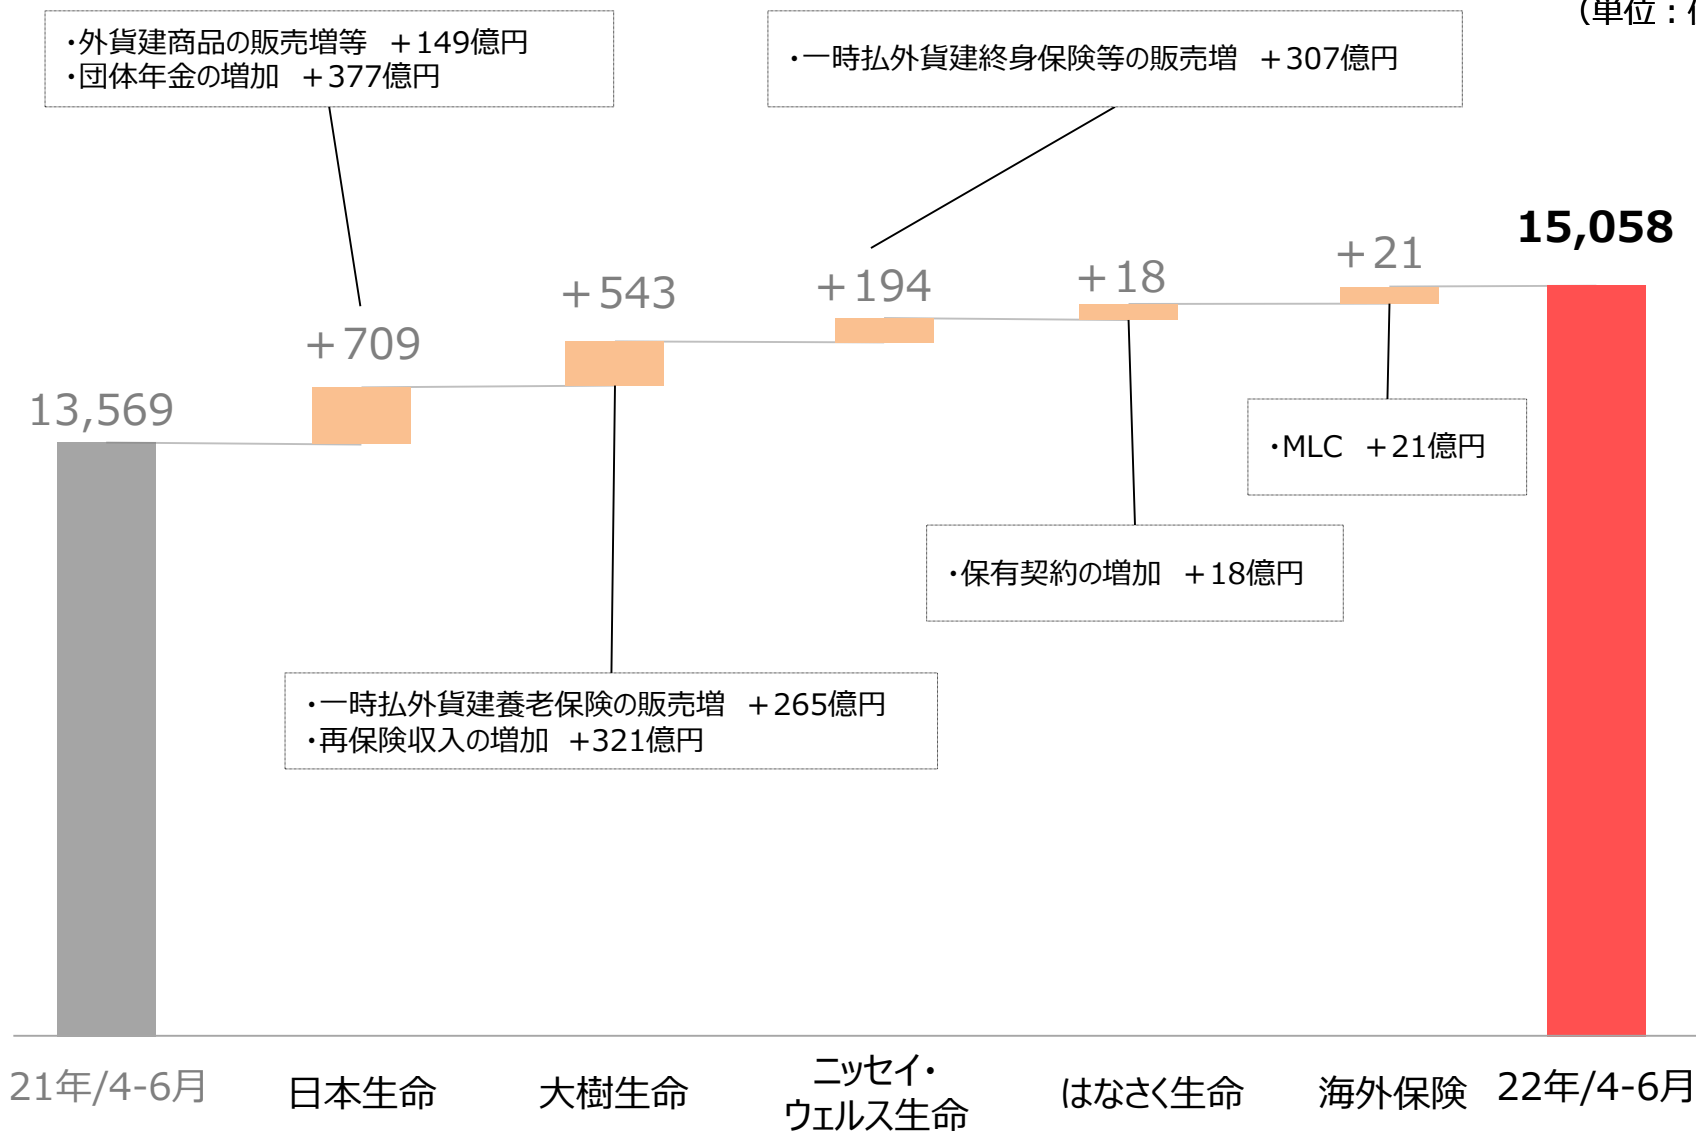 （単位：
・外貨建商品の販売増等　＋149億円
・団体年金の増加　＋377億円
・一時払外貨建終身保険等の販売増　＋307億円
15,058
＋21
＋18
＋194
＋543
＋709
13,569
・MLC　＋21億円
・保有契約の増加　＋18億円
・一時払外貨建養老保険の販売増　＋265億円
・再保険収入の増加　+321億円
21年/4-6月
日本生命
大樹生命
ニッセイ・
ウェルス生命
はなさく生命
海外保険
22年/4-6月